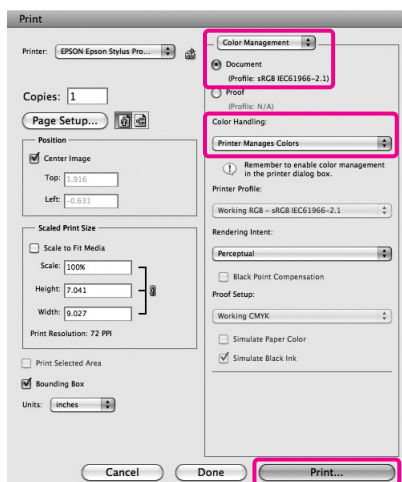 Print
Printer: EPSON Epson Stylus Pro...
Copies: 1
Page Setup...
Position
Center Image
Top: 1.916
Left: -0.631
Scaled Print Size
Scale to Fit Media
Scale: 100%
Height: 7.041
Width: 9.027
Print Resolution: 72 PPI
Print Selected Area
Bounding Box
Units: inches
Color Management
Document
(Profile: sRGB IEC61966-2.1)
Proof
(Profile: N/A)
Color Handling:
Printer Manages Colors
Remember to enable color management
in the printer dialog box.
Printer Profile:
Working RGB - sRGB IEC61966-2.1
Rendering Intent:
Perceptual
Black Point Compensation
Proof Setup:
Working CMYK
Simulate Paper Color
Simulate Black Ink
Cancel
Done
Print...